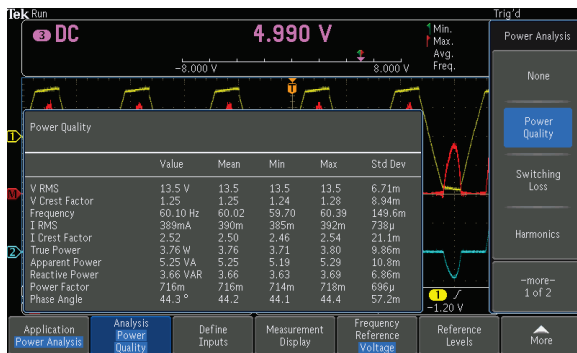 Tek Run Trig'd
3 DC 4.990 V
Min.
Max.
Avg.
Freq.
-8.000 V 8.000 V
T
Power Quality
Value Mean Min Max Std Dev
V RMS 13.5 V 13.5 13.5 13.5 6.71m
V Crest Factor 1.25 1.25 1.24 1.28 8.94m
Frequency 60.10 Hz 60.02 59.70 60.39 149.6m
I RMS 389mA 390m 385m 392m 738µ
I Crest Factor 2.52 2.50 2.46 2.54 21.1m
True Power 3.76 W 3.76 3.71 3.80 9.86m
Apparent Power 5.25 VA 5.25 5.19 5.29 10.8m
Reactive Power 3.66 VAR 3.66 3.63 3.69 6.86m
Power Factor 716m 716m 714m 718m 696µ
Phase Angle 44.3 ° 44.2 44.1 44.4 57.2m
1
M
2
1 -1.20 V
Power Analysis
None
Power
Quality
Switching
Loss
Harmonics
-more-
1 of 2
Application
Power Analysis
Analysis
Power
Quality
Define
Inputs
Measurement
Display
Frequency
Reference
Voltage
Reference
Levels
More